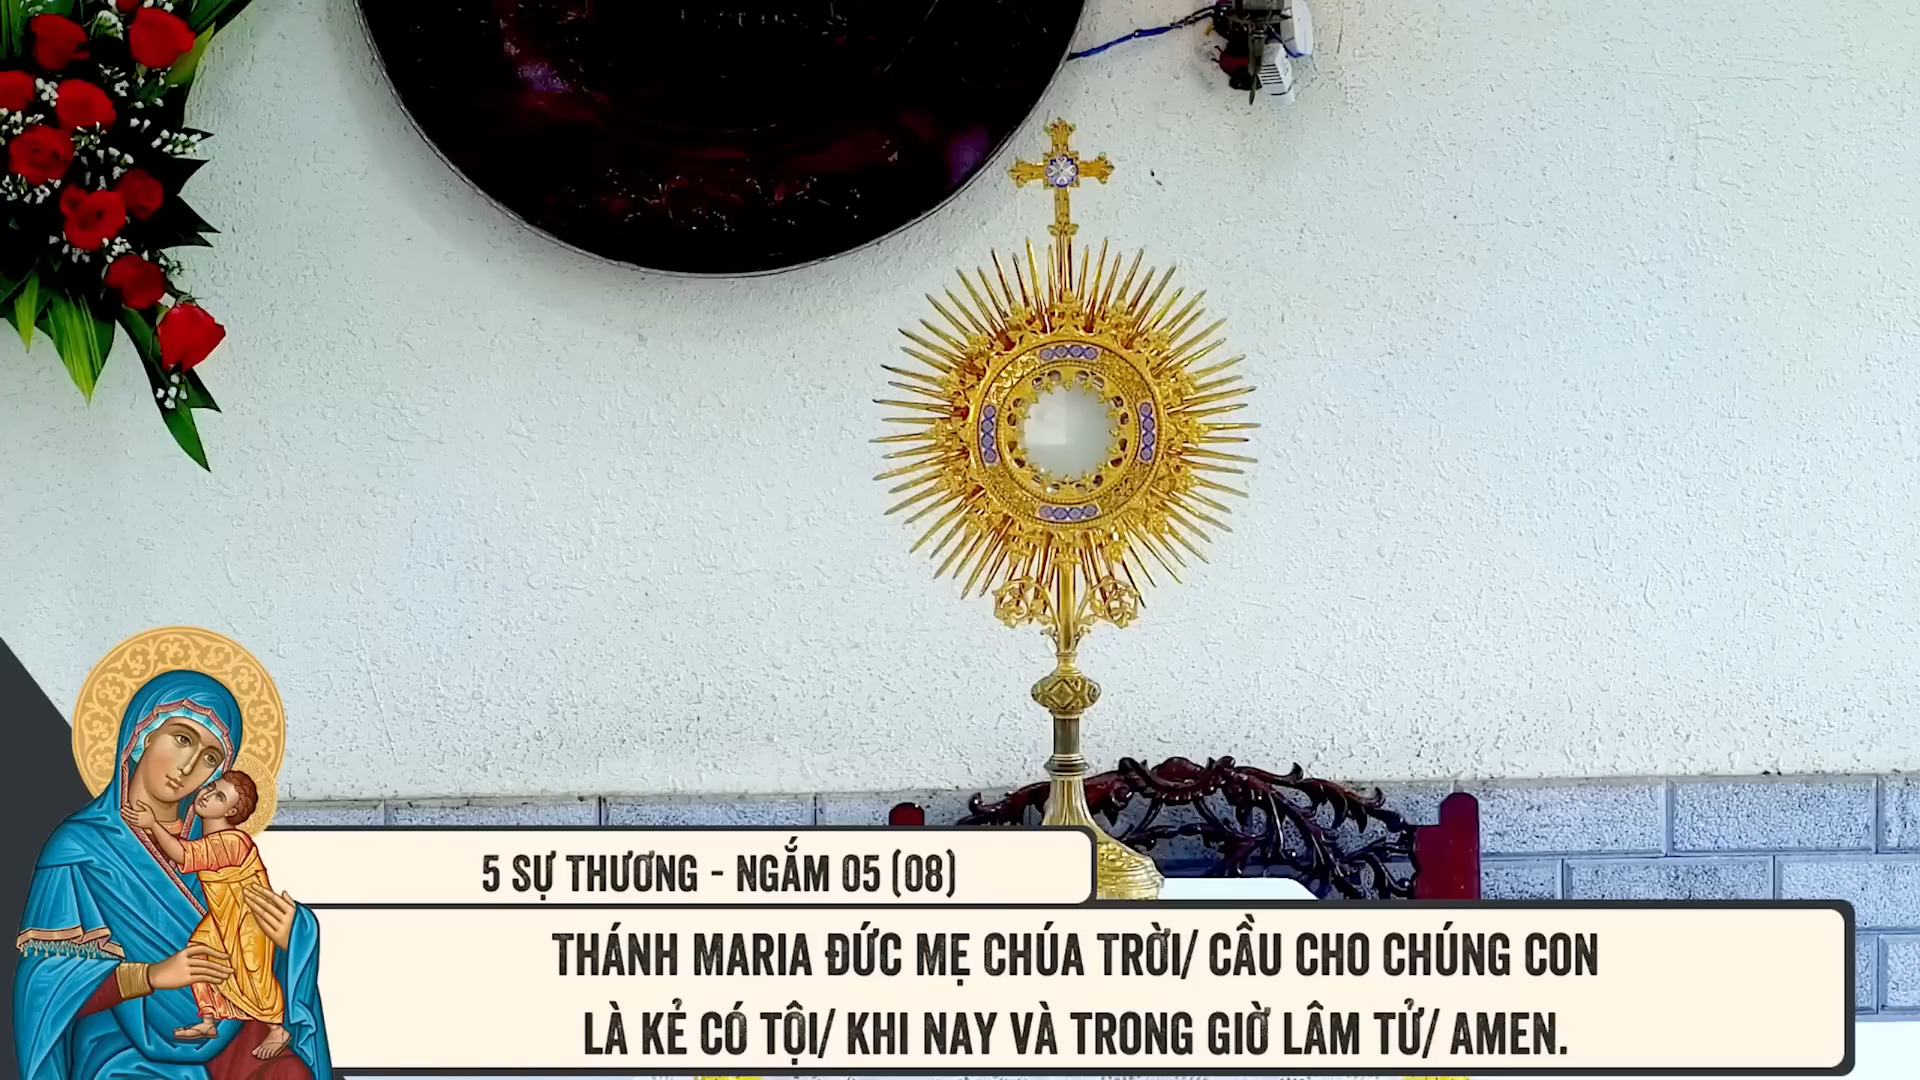 5 SỰ THƯƠNG - NGẮM 05 (08)
THÁNH MARIA ĐỨC MẸ CHÚA TRỜI/ CẦU CHO CHÚNG CON
LÀ KẺ CÓ TỘI/ KHI NAY VÀ TRONG GIỜ LÂM TỬ/ AMEN.